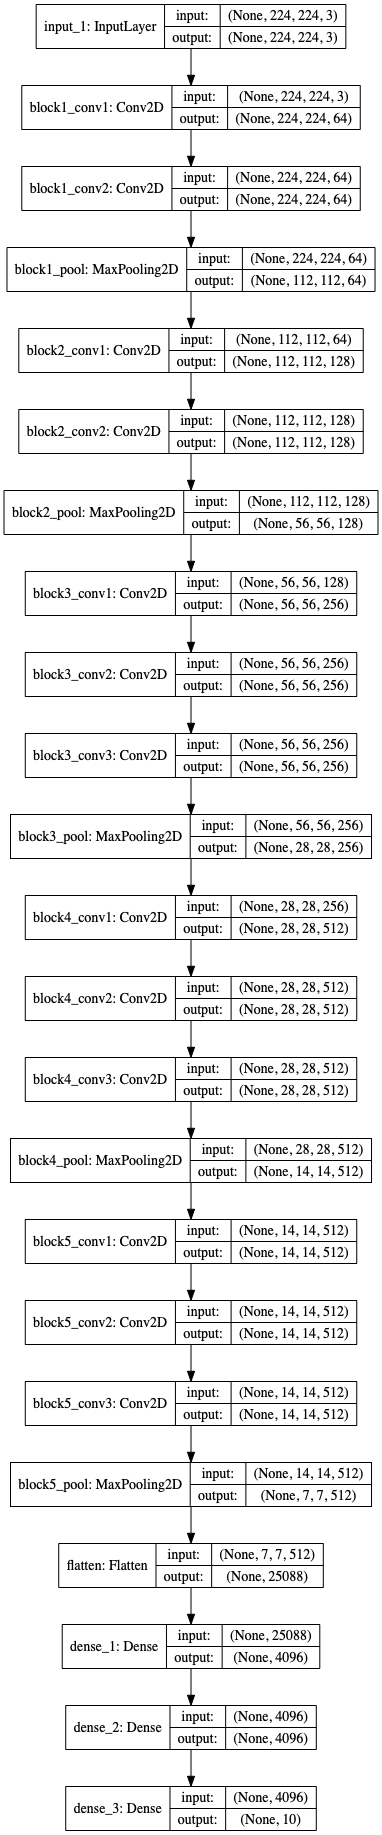 input_1: InputLayer
input: (None, 224, 224, 3)
output: (None, 224, 224, 3)
block1_conv1: Conv2D
input: (None, 224, 224, 3)
output: (None, 224, 224, 64)
block1_conv2: Conv2D
input: (None, 224, 224, 64)
output: (None, 224, 224, 64)
block1_pool: MaxPooling2D
input: (None, 224, 224, 64)
output: (None, 112, 112, 64)
block2_conv1: Conv2D
input: (None, 112, 112, 64)
output: (None, 112, 112, 128)
block2_conv2: Conv2D
input: (None, 112, 112, 128)
output: (None, 112, 112, 128)
block2_pool: MaxPooling2D
input: (None, 112, 112, 128)
output: (None, 56, 56, 128)
block3_conv1: Conv2D
input: (None, 56, 56, 128)
output: (None, 56, 56, 256)
block3_conv2: Conv2D
input: (None, 56, 56, 256)
output: (None, 56, 56, 256)
block3_conv3: Conv2D
input: (None, 56, 56, 256)
output: (None, 56, 56, 256)
block3_pool: MaxPooling2D
input: (None, 56, 56, 256)
output: (None, 28, 28, 256)
block4_conv1: Conv2D
input: (None, 28, 28, 256)
output: (None, 28, 28, 512)
block4_conv2: Conv2D
input: (None, 28, 28, 512)
output: (None, 28, 28, 512)
block4_conv3: Conv2D
input: (None, 28, 28, 512)
output: (None, 28, 28, 512)
block4_pool: MaxPooling2D
input: (None, 28, 28, 512)
output: (None, 14, 14, 512)
block5_conv1: Conv2D
input: (None, 14, 14, 512)
output: (None, 14, 14, 512)
block5_conv2: Conv2D
input: (None, 14, 14, 512)
output: (None, 14, 14, 512)
block5_conv3: Conv2D
input: (None, 14, 14, 512)
output: (None, 14, 14, 512)
block5_pool: MaxPooling2D
input: (None, 14, 14, 512)
output: (None, 7, 7, 512)
flatten: Flatten
input: (None, 7, 7, 512)
output: (None, 25088)
dense_1: Dense
input: (None, 25088)
output: (None, 4096)
dense_2: Dense
input: (None, 4096)
output: (None, 4096)
dense_3: Dense
input: (None, 4096)
output: (None, 10)